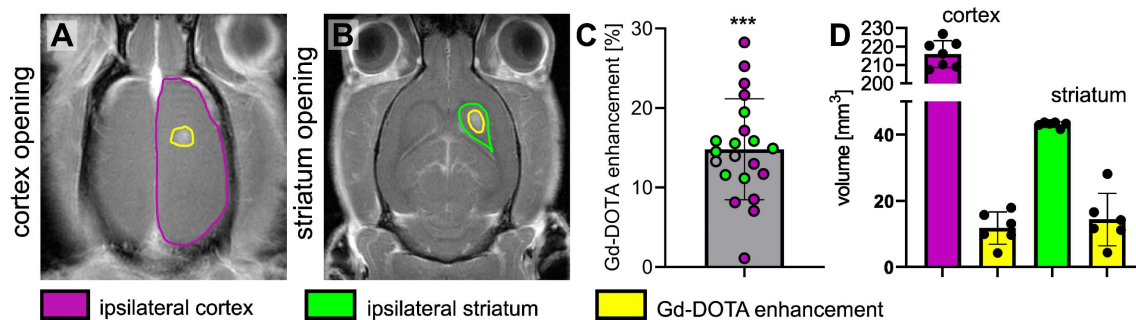 A
cortex opening
B
striatum opening
C
Gd-DOTA enhancement [%]
30
20
10
0
***
D
volume [mm³]
230
220
210
200
40
20
0
cortex
striatum
ipsilateral cortex
ipsilateral striatum
Gd-DOTA enhancement